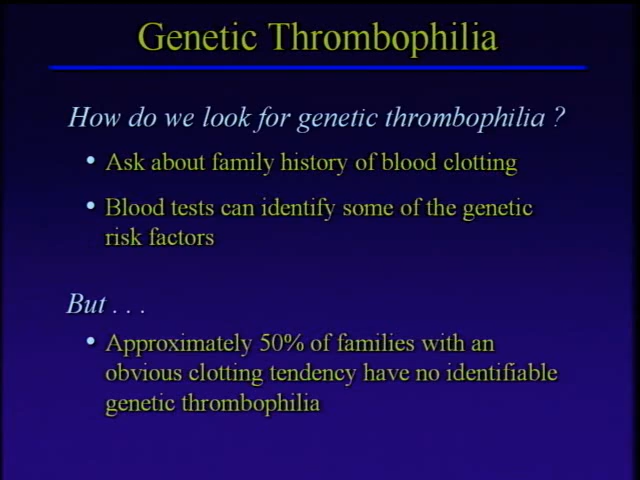 Genetic Thrombophilia
How do we look for genetic thrombophilia ?
• Ask about family history of blood clotting
• Blood tests can identify some of the genetic
risk factors
But . . .
• Approximately 50% of families with an
obvious clotting tendency have no identifiable
genetic thrombophilia